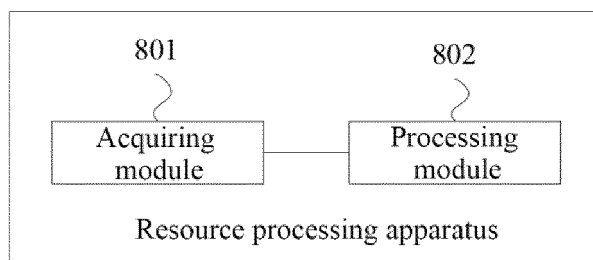 801
802
Acquiring
module
Processing
module
Resource processing apparatus